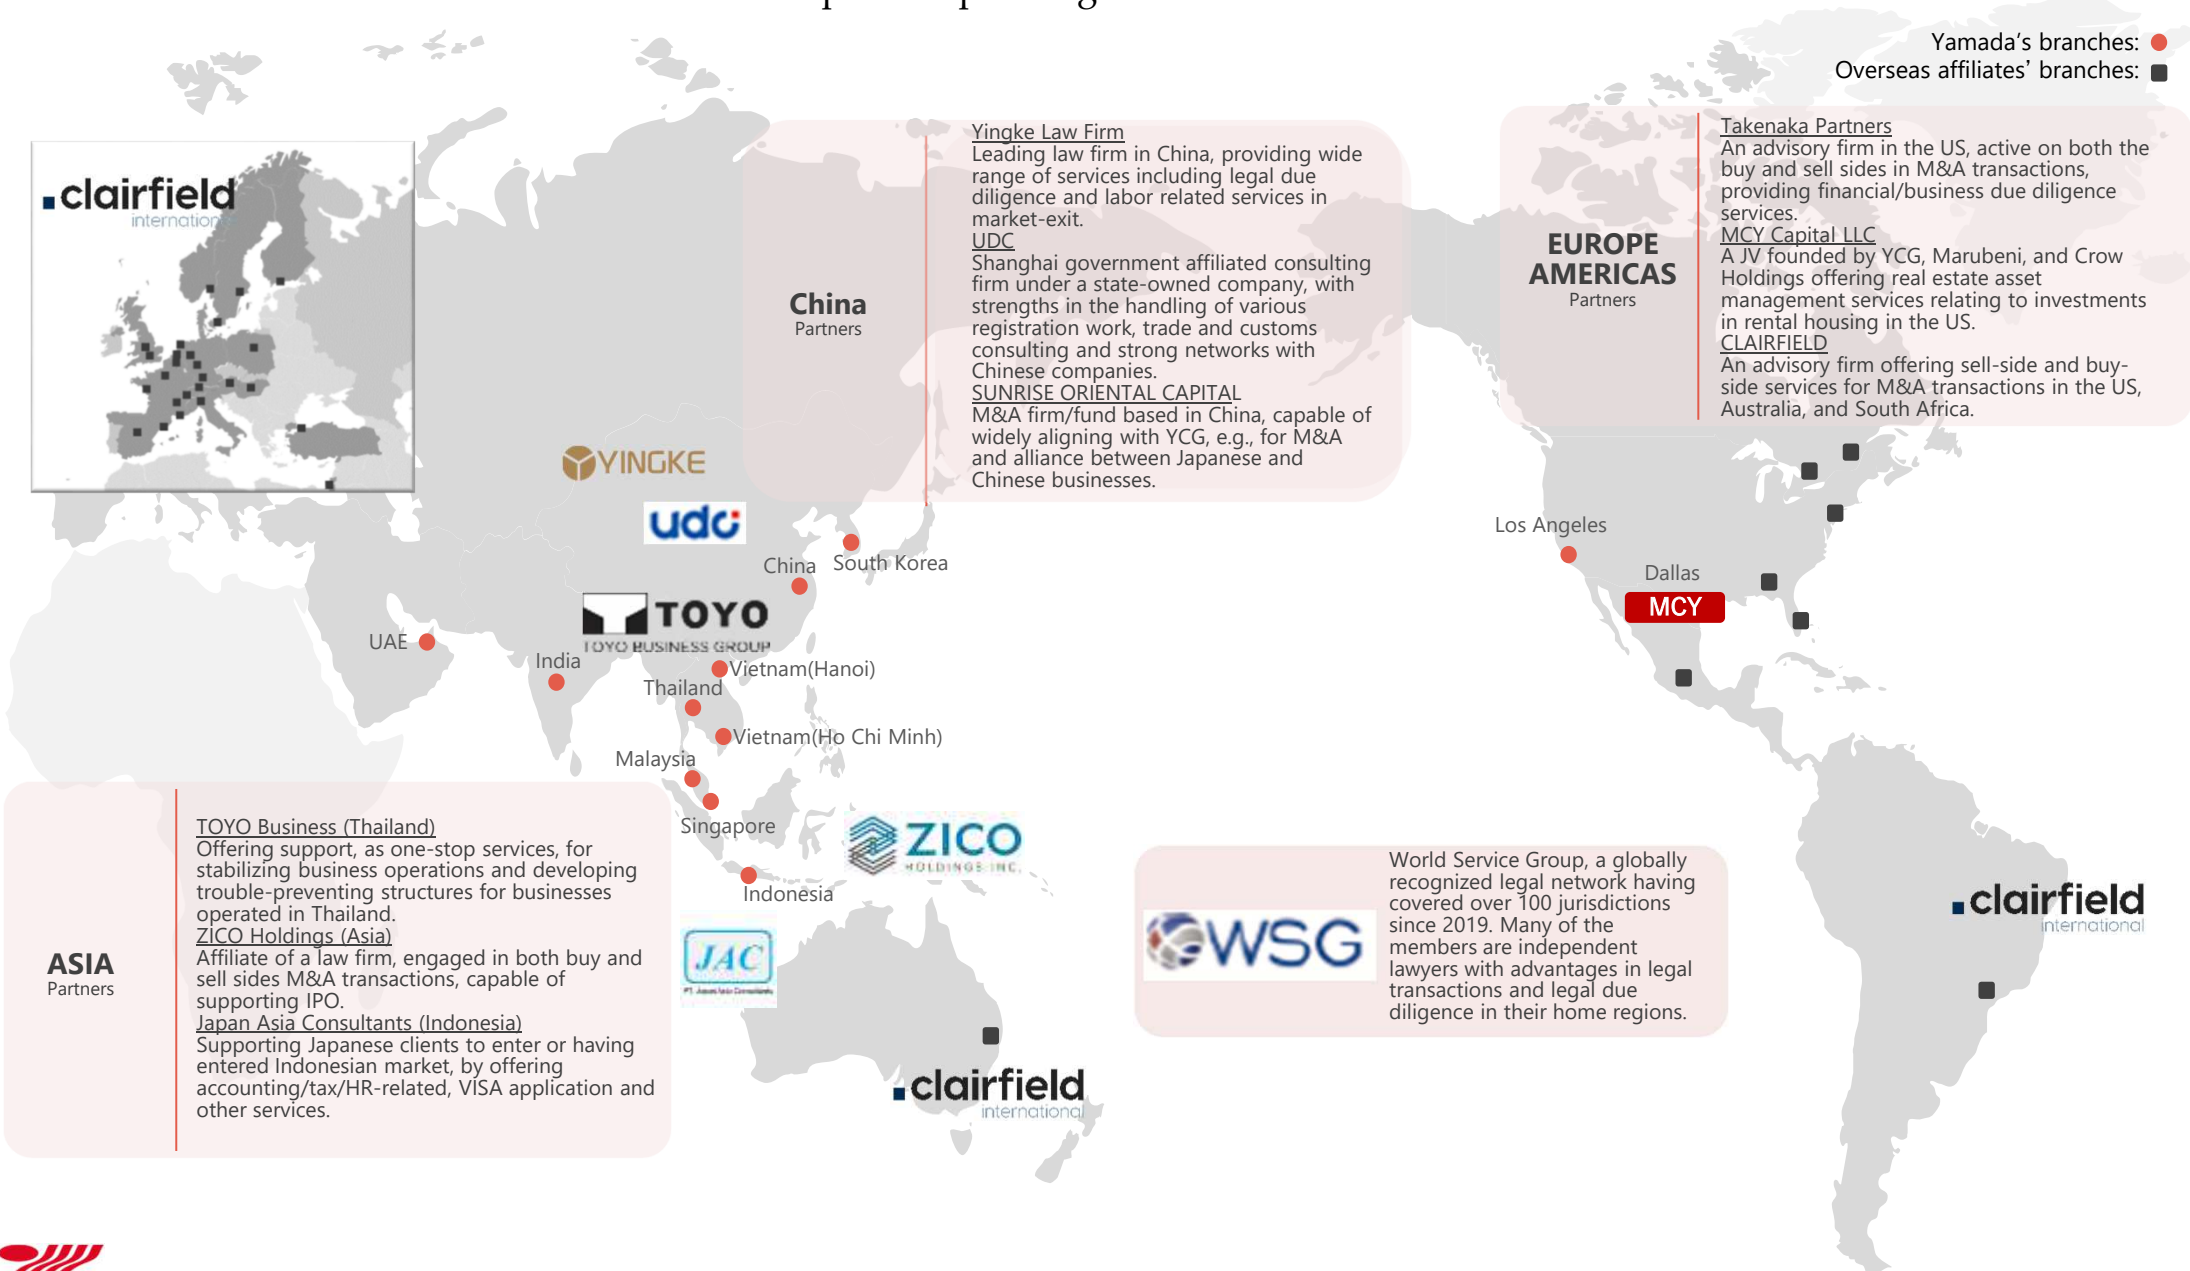 Yamada's branches:
Overseas affiliates' branches:
clairfield
international
Yingke Law Firm
Leading law firm in China, providing wide
range of services including legal due
diligence and labor related services in
market-exit.
UDC
Shanghai government affiliated consulting
firm under a state-owned company, with
strengths in the handling of various
registration work, trade and customs
consulting and strong networks with
Chinese companies.
SUNRISE ORIENTAL CAPITAL
M&A firm/fund based in China, capable of
widely aligning with YCG, e.g., for M&A
and alliance between Japanese and
Chinese businesses.
China
Partners
EUROPE
AMERICAS
Partners
Takenaka Partners
An advisory firm in the US, active on both the
buy and sell sides in M&A transactions,
providing financial/business due diligence
services.
MCY Capital LLC
A JV founded by YCG, Marubeni, and Crow
Holdings offering real estate asset
management services relating to investments
in rental housing in the US.
CLAIRFIELD
An advisory firm offering sell-side and buy-
side services for M&A transactions in the US,
Australia, and South Africa.
YINGKE
udc
China
South Korea
TOYO
TOYO BUSINESS GROUP
UAE
India
Vietnam(Hanoi)
Thailand
Vietnam(Ho Chi Minh)
Malaysia
Singapore
Indonesia
Los Angeles
Dallas
MCY
ZICO
HOLDINGS INC.
JAC
PT. Japan Asia Consultants
ASIA
Partners
TOYO Business (Thailand)
Offering support, as one-stop services, for
stabilizing business operations and developing
trouble-preventing structures for businesses
operated in Thailand.
ZICO Holdings (Asia)
Affiliate of a law firm, engaged in both buy and
sell sides M&A transactions, capable of
supporting IPO.
Japan Asia Consultants (Indonesia)
Supporting Japanese clients to enter or having
entered Indonesian market, by offering
accounting/tax/HR-related, VISA application and
other services.
WSG
World Service Group, a globally
recognized legal network having
covered over 100 jurisdictions
since 2019. Many of the
members are independent
lawyers with advantages in legal
transactions and legal due
diligence in their home regions.
clairfield
international
clairfield
international